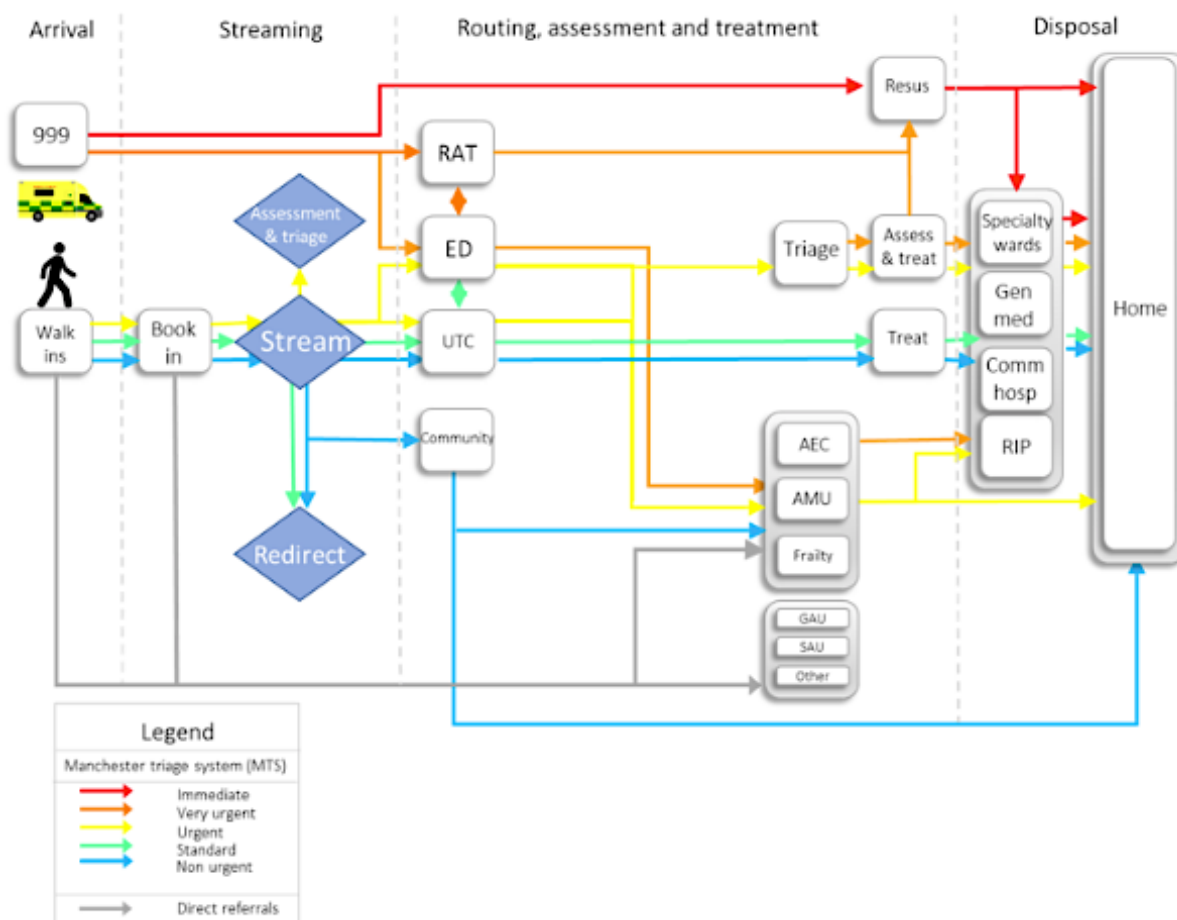 Arrival
Streaming
Routing, assessment and treatment
Disposal
999
RAT
Resus
Assessment
& triage
ED
Triage
Assess
& treat
Specialty
wards
Gen
med
Home
Walk
ins
Book
in
Stream
UTC
Treat
Comm
hosp
Community
AEC
RIP
AMU
Redirect
Frailty
GAU
SAU
Other
Legend
Manchester triage system (MTS)
Immediate
Very urgent
Urgent
Standard
Non urgent
Direct referrals